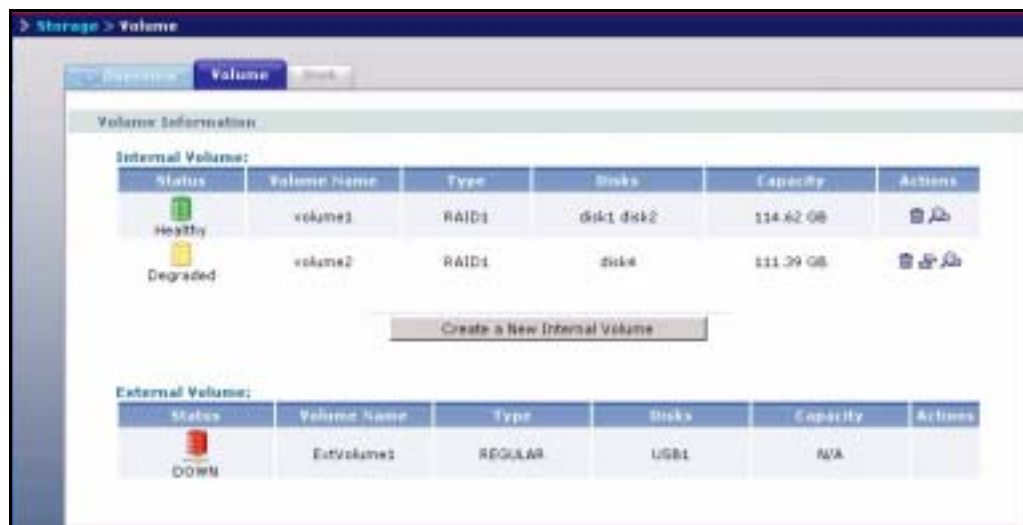 > Storage > Volume
Overview Volume Disk
Volume Information
Internal Volume:
Status Volume Name Type Disks Capacity Actions
Healthy volume1 RAID1 disk1 disk2 114.62 GB
Degraded volume2 RAID1 disk4 111.39 GB
Create a New Internal Volume
External Volume:
Status Volume Name Type Disks Capacity Actions
DOWN ExtVolume1 REGULAR USB1 N/A